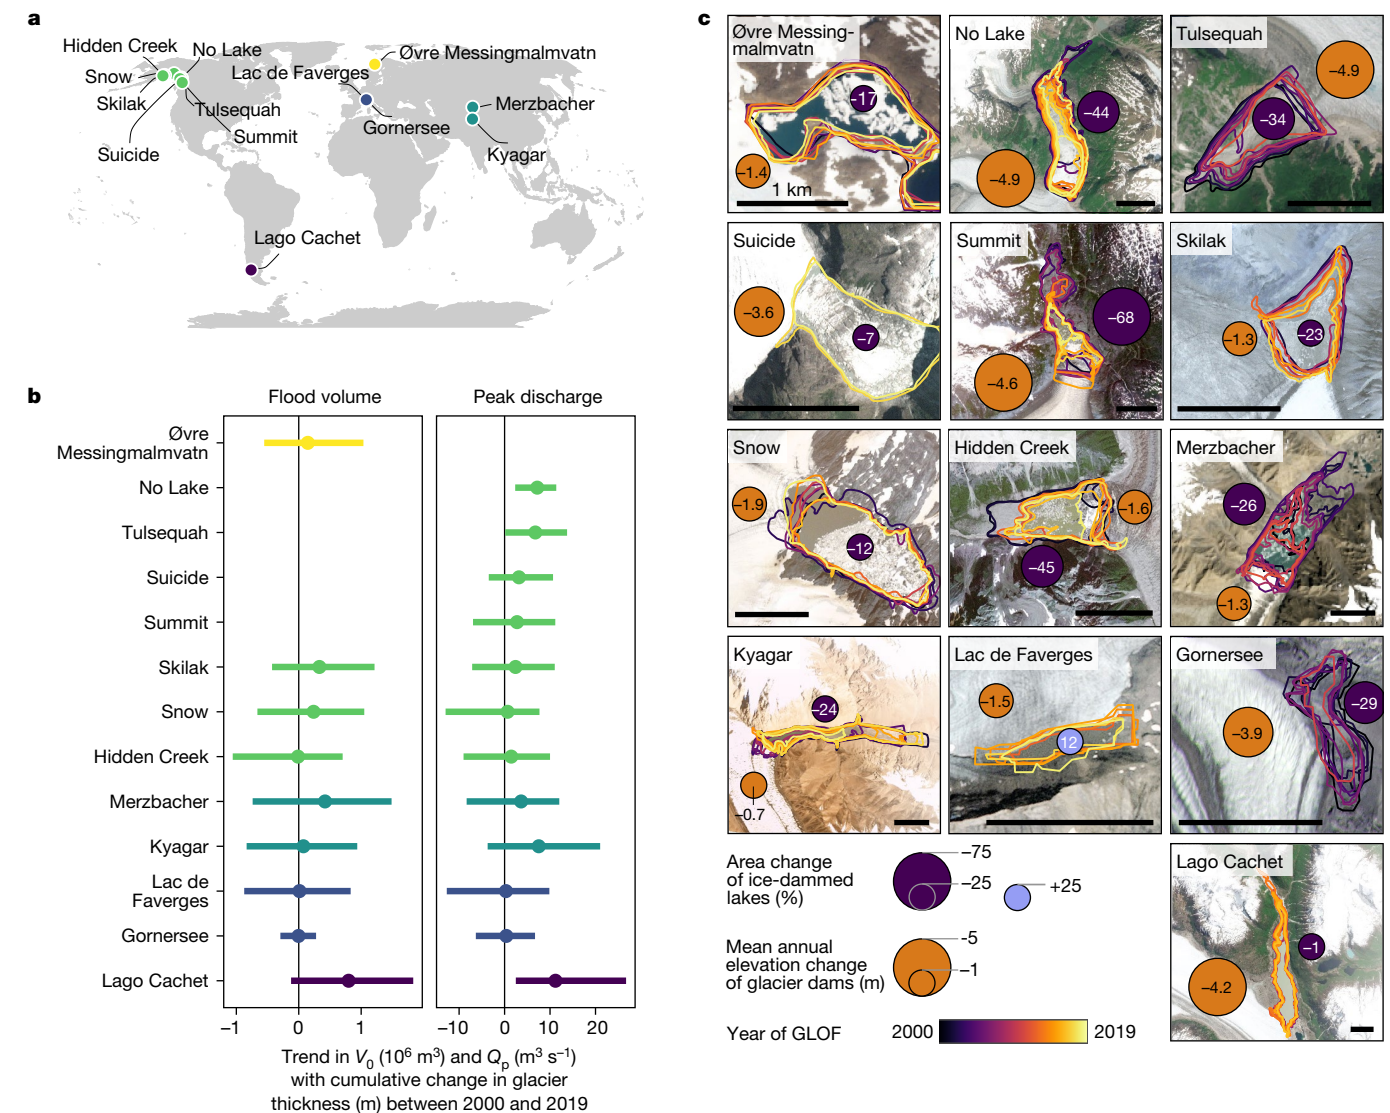 a
Hidden Creek
No Lake
Øvre Messingmalmvatn
Snow
Lac de Faverges
Skilak
Tulsequah
Merzbacher
Summit
Gornersee
Suicide
Kyagar
Lago Cachet
b
Flood volume
Peak discharge
Øvre
Messingmalmvatn
No Lake
Tulsequah
Suicide
Summit
Skilak
Snow
Hidden Creek
Merzbacher
Kyagar
Lac de
Faverges
Gornersee
Lago Cachet
−1 0 1
−10 0 10 20
Trend in V0 (10⁶ m³) and Qp (m³ s⁻¹)
with cumulative change in glacier
thickness (m) between 2000 and 2019
c
Øvre Messing-
malmvatn
−17
−1.4
1 km
No Lake
−44
−4.9
Tulsequah
−4.9
−34
Suicide
−3.6
−7
Summit
−68
−4.6
Skilak
−1.3
−23
Snow
−1.9
−12
Hidden Creek
−1.6
−45
Merzbacher
−26
−1.3
Kyagar
−24
−0.7
Lac de Faverges
−1.5
12
Gornersee
−29
−3.9
Lago Cachet
−1
−4.2
Area change
of ice-dammed
lakes (%)
−75
−25
+25
Mean annual
elevation change
of glacier dams (m)
-5
−1
Year of GLOF
2000
2019